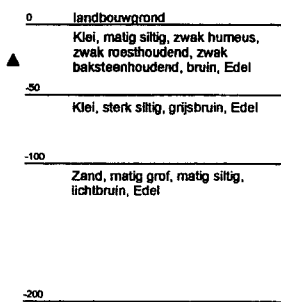 0 landbouwgrond
Klei, matig siltig, zwak humeus,
zwak roesthoudend, zwak
baksteenhoudend, bruin, Edel
-50
Klei, sterk siltig, grijsbruin, Edel
-100
Zand, matig grof, matig siltig,
lichtbruin, Edel
-200